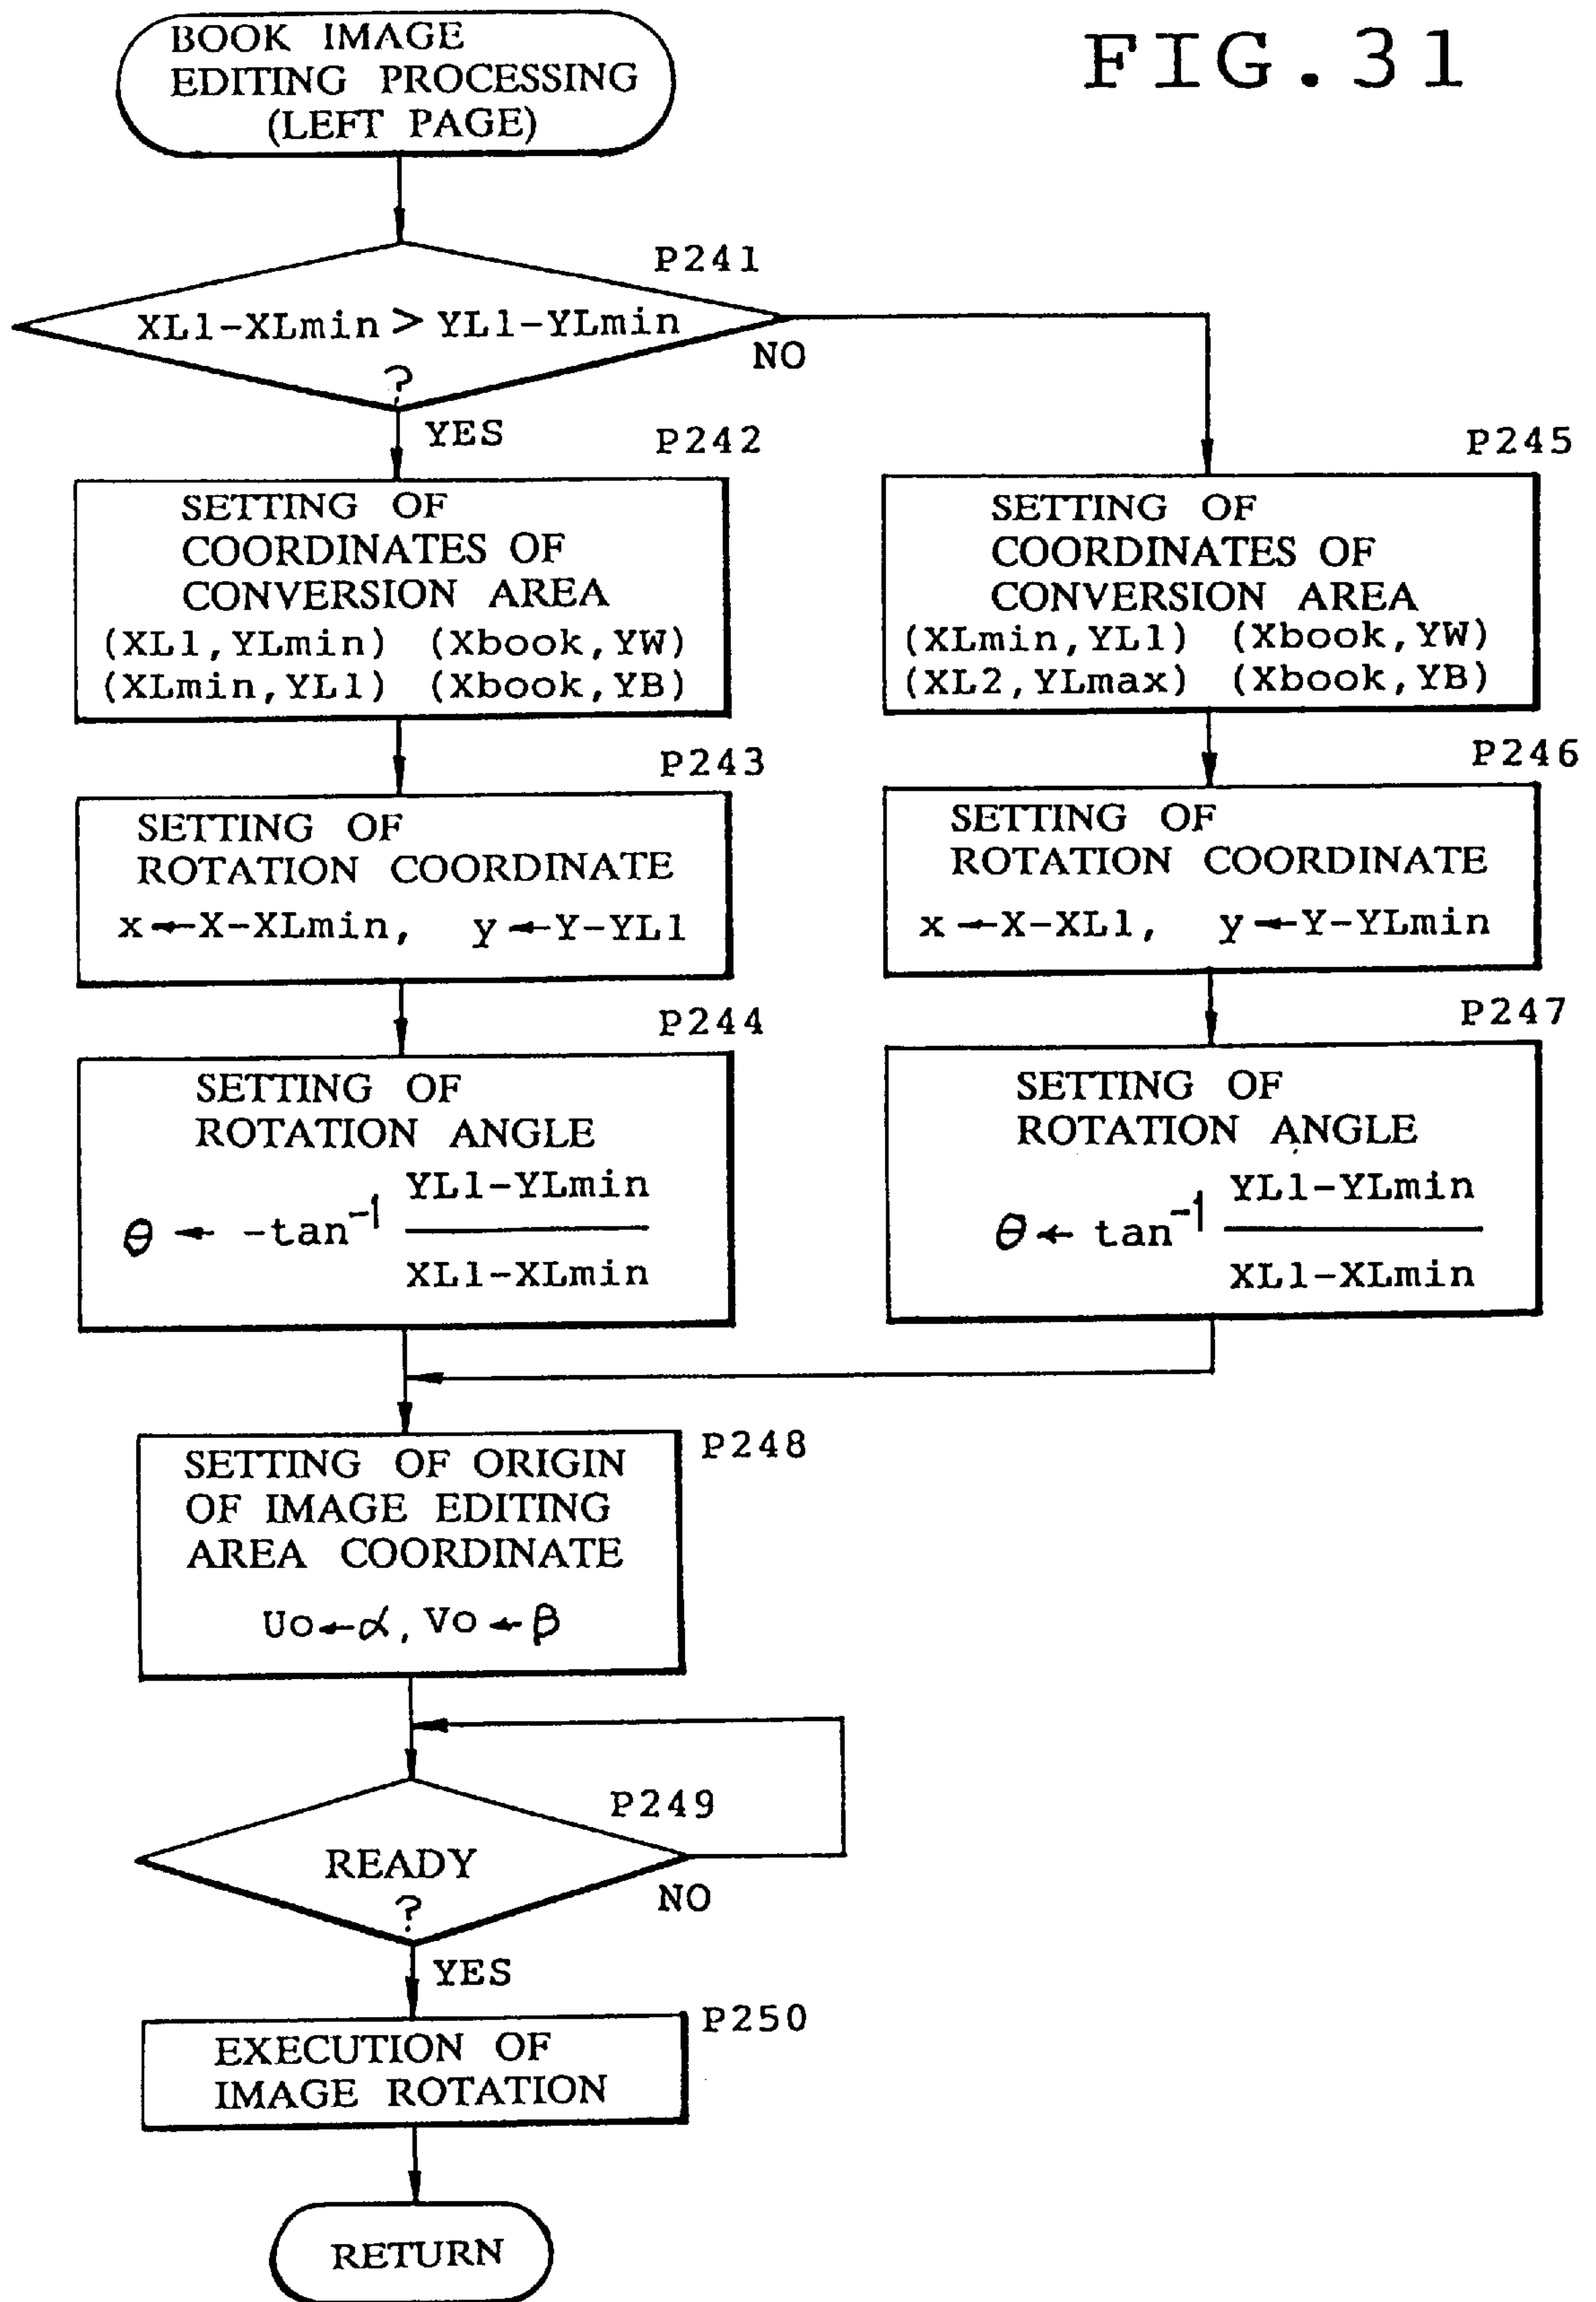 FIG.31
BOOK IMAGE
EDITING PROCESSING
(LEFT PAGE)
P241
XL1-XLmin > YL1-YLmin
?
NO
YES
P242
SETTING OF
COORDINATES OF
CONVERSION AREA
(XL1,YLmin) (Xbook,YW)
(XLmin,YL1) (Xbook,YB)
P243
SETTING OF
ROTATION COORDINATE
x←X-XLmin, y←Y-YL1
P244
SETTING OF
ROTATION ANGLE
YL1-YLmin
θ ← -tan⁻¹
XL1-XLmin
P245
SETTING OF
COORDINATES OF
CONVERSION AREA
(XLmin,YL1) (Xbook,YW)
(XL2,YLmax) (Xbook,YB)
P246
SETTING OF
ROTATION COORDINATE
x←X-XL1, y←Y-YLmin
P247
SETTING OF
ROTATION ANGLE
YL1-YLmin
θ ← tan⁻¹
XL1-XLmin
P248
SETTING OF ORIGIN
OF IMAGE EDITING
AREA COORDINATE
Uo←α, Vo←β
P249
READY
?
NO
YES
P250
EXECUTION OF
IMAGE ROTATION
RETURN